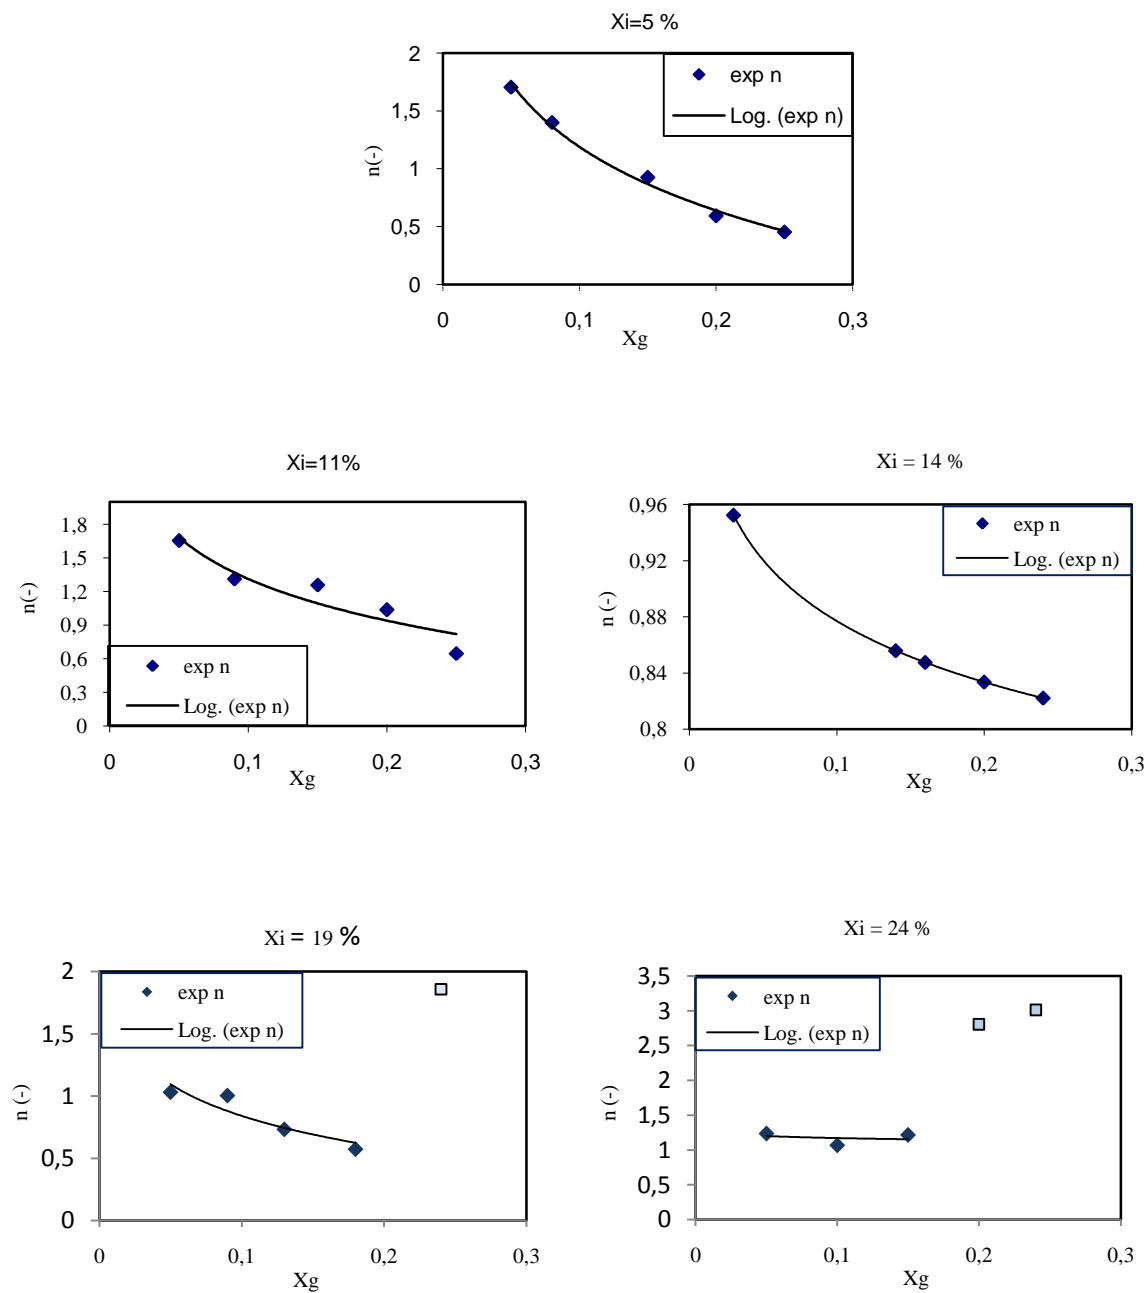 Xi=5 %
2
1,5
1
0,5
0
n(-)
exp n
Log. (exp n)
0 0,1 0,2 0,3
Xg
Xi=11%
1,8
1,5
1,2
0,9
0,6
0,3
0
n(-)
exp n
Log. (exp n)
0 0,1 0,2 0,3
Xg
Xi = 14 %
0,96
0,92
0,88
0,84
0,8
n (-)
exp n
Log. (exp n)
0 0,1 0,2 0,3
Xg
Xi = 19 %
2
1,5
1
0,5
0
n (-)
exp n
Log. (exp n)
0 0,1 0,2 0,3
Xg
Xi = 24 %
3,5
3
2,5
2
1,5
1
0,5
0
n (-)
exp n
Log. (exp n)
0 0,1 0,2 0,3
Xg